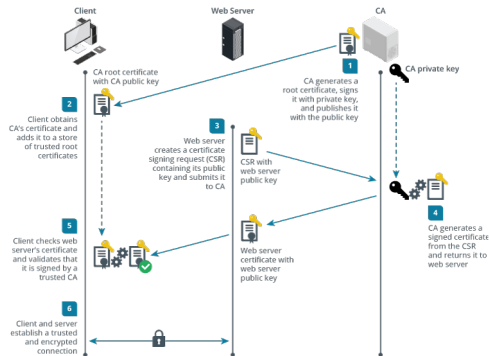 Client
Web Server
CA
CA root certificate
with CA public key
1
CA generates a
root certificate, signs
it with private key,
and publishes it
with the public key
CA private key
2
Client obtains
CA's certificate and
adds it to a store
of trusted root
certificates
3
Web server
creates a certificate
signing request (CSR)
containing its public
key and submits it
to CA
CSR with
web server
public key
4
CA generates a
signed certificate
from the CSR
and returns it to
web server
5
Client checks web
server's certificate
and validates that
it is signed by a
trusted CA
Web server
certificate with
web server
public key
6
Client and server
establish a trusted
and encrypted
connection